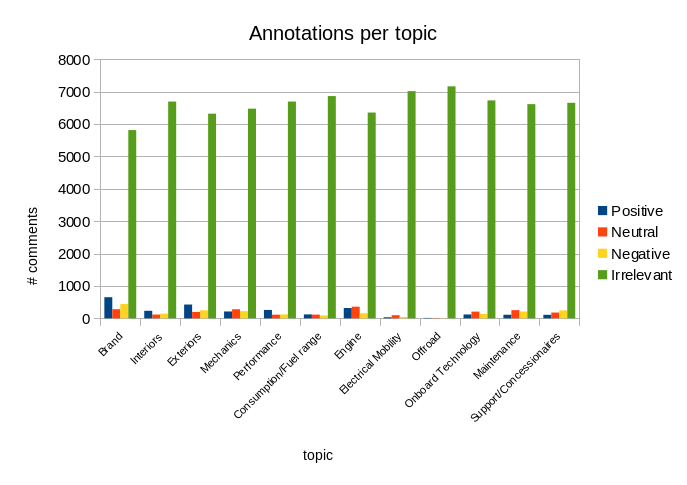 Annotations per topic
8000
7000
6000
5000
4000
3000
2000
1000
0
# comments
Brand
Interiors
Exteriors
Mechanics
Performance
Consumption/Fuel range
Engine
Electrical Mobility
Offroad
Onboard Technology
Maintenance
Support/Concessionaires
topic
Positive
Neutral
Negative
Irrelevant